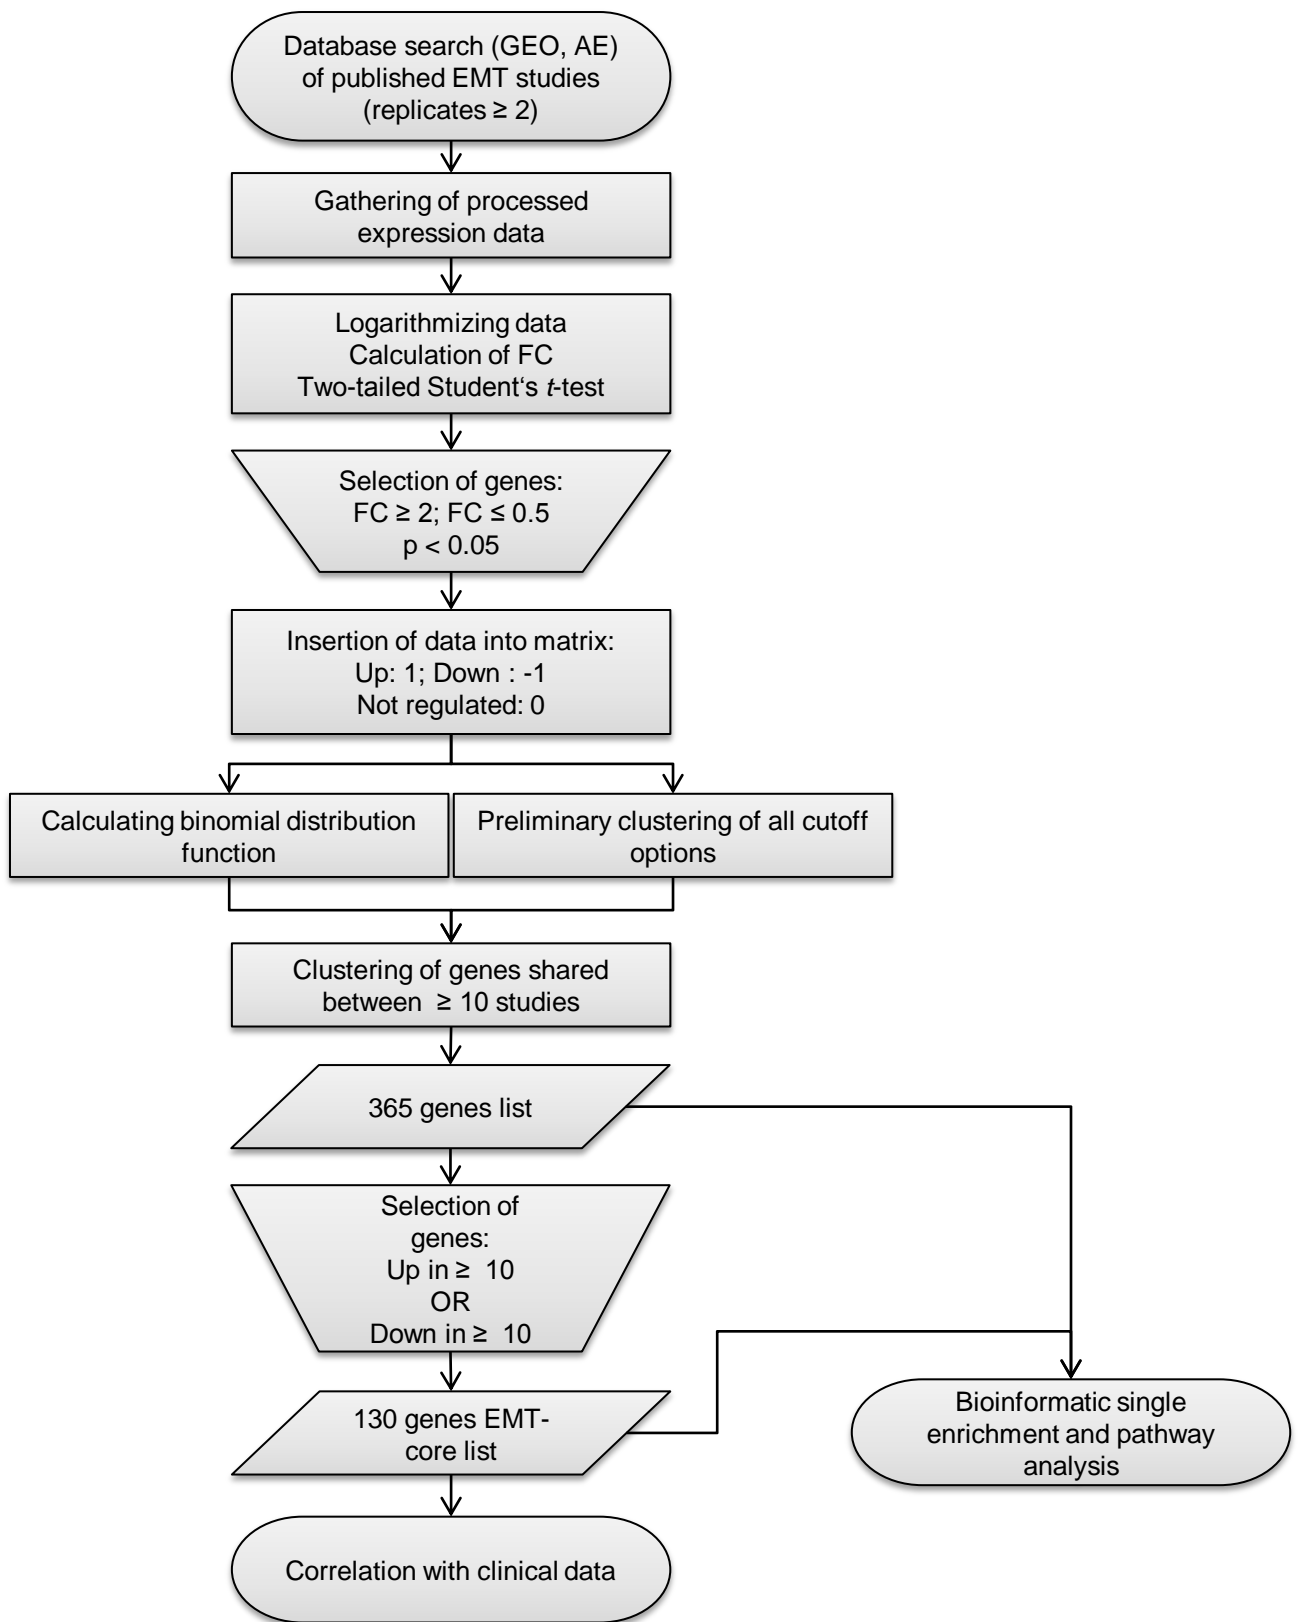 Database search (GEO, AE)
of published EMT studies
(replicates ≥ 2)
Gathering of processed
expression data
Logarithmizing data
Calculation of FC
Two-tailed Student‘s t-test
Selection of genes:
FC ≥ 2; FC ≤ 0.5
p < 0.05
Insertion of data into matrix:
Up: 1; Down : -1
Not regulated: 0
Calculating binomial distribution
function
Preliminary clustering of all cutoff
options
Clustering of genes shared
between ≥ 10 studies
365 genes list
Selection of
genes:
Up in ≥ 10
OR
Down in ≥ 10
130 genes EMT-
core list
Bioinformatic single
enrichment and pathway
analysis
Correlation with clinical data